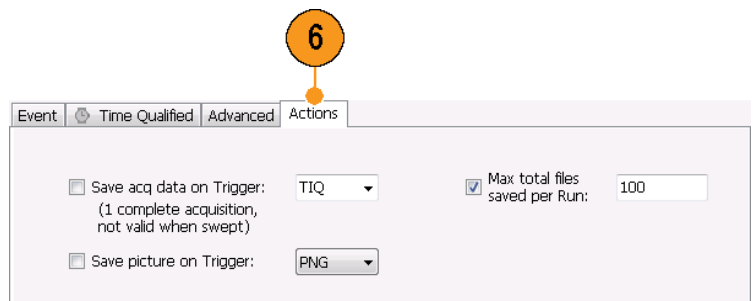 6
Event Time Qualified Advanced Actions
Save acq data on Trigger: TIQ Max total files
saved per Run: 100
(1 complete acquisition,
not valid when swept)
Save picture on Trigger: PNG